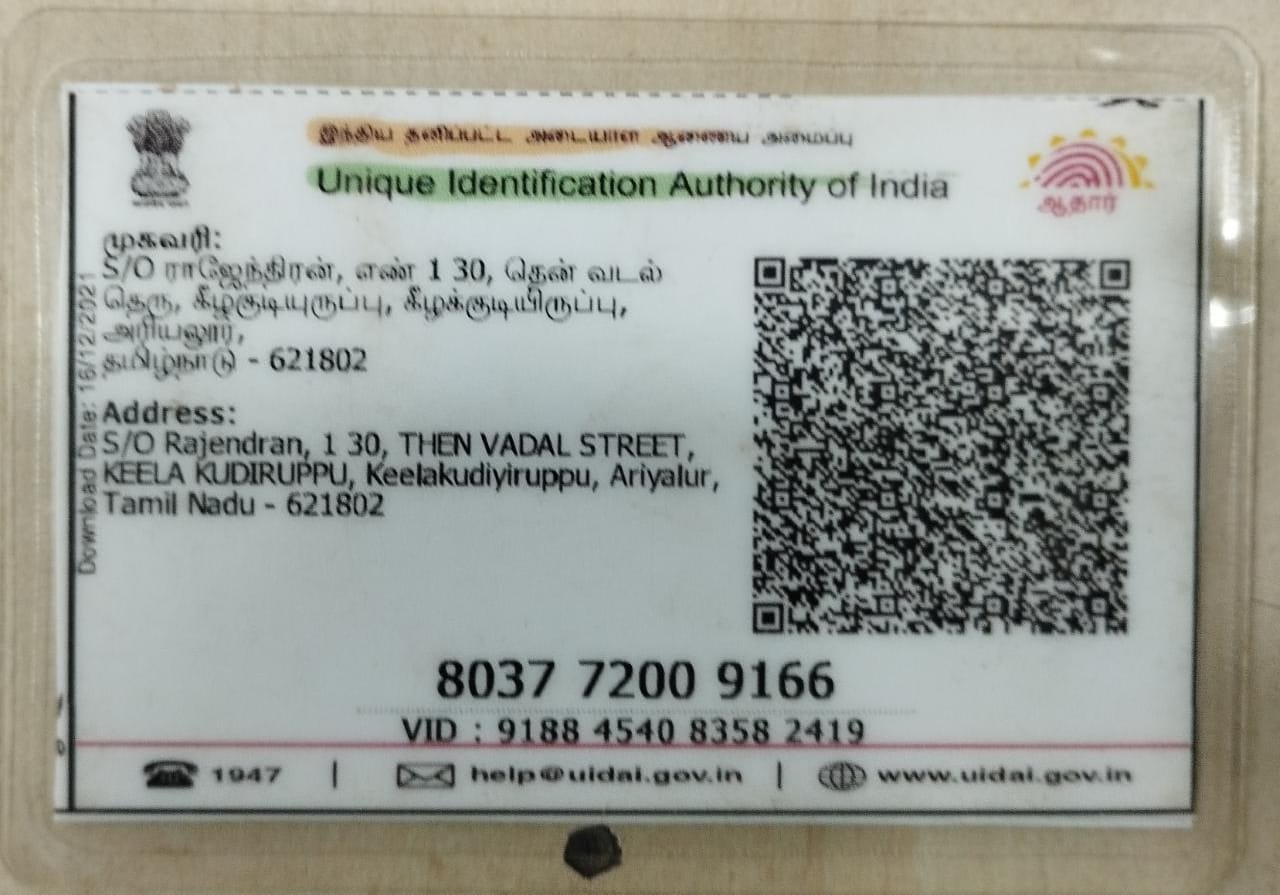 இந்திய தனிப்பட்ட அடையாள ஆணைய அமைப்பு
Unique Identification Authority of India
ஆதார்
முகவரி:
S/O ராஜேந்திரன், எண் 1 30, தென் வடல்
தெரு, கீழகுடியுருப்பு, கீழக்குடியிருப்பு,
அரியலூர்,
தமிழ்நாடு - 621802
Download Date: 16/12/2021
Address:
S/O Rajendran, 1 30, THEN VADAL STREET,
KEELA KUDIRUPPU, Keelakudiyiruppu, Ariyalur,
Tamil Nadu - 621802
8037 7200 9166
VID : 9188 4540 8358 2419
1947 | help@uidai.gov.in | www.uidai.gov.in